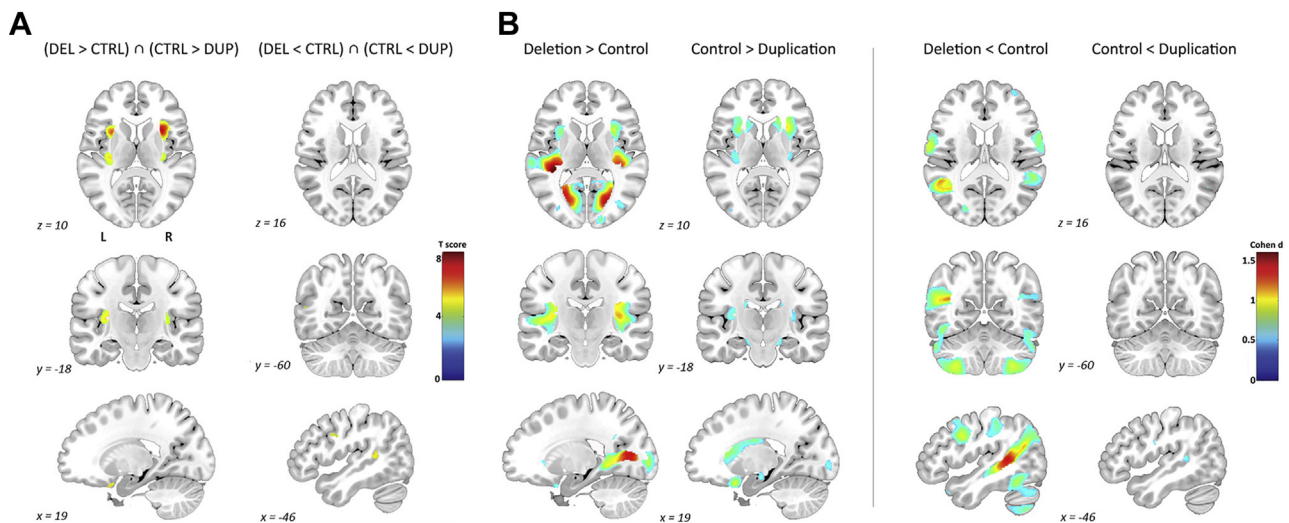 A
B
(DEL > CTRL) ∩ (CTRL > DUP)
(DEL < CTRL) ∩ (CTRL < DUP)
Deletion > Control
Control > Duplication
Deletion < Control
Control < Duplication
z = 10
z = 16
z = 10
z = 16
L
R
T score
8
4
0
Cohen d
1.5
1
0.5
0
y = -18
y = -60
y = -18
y = -60
x = 19
x = -46
x = 19
x = -46